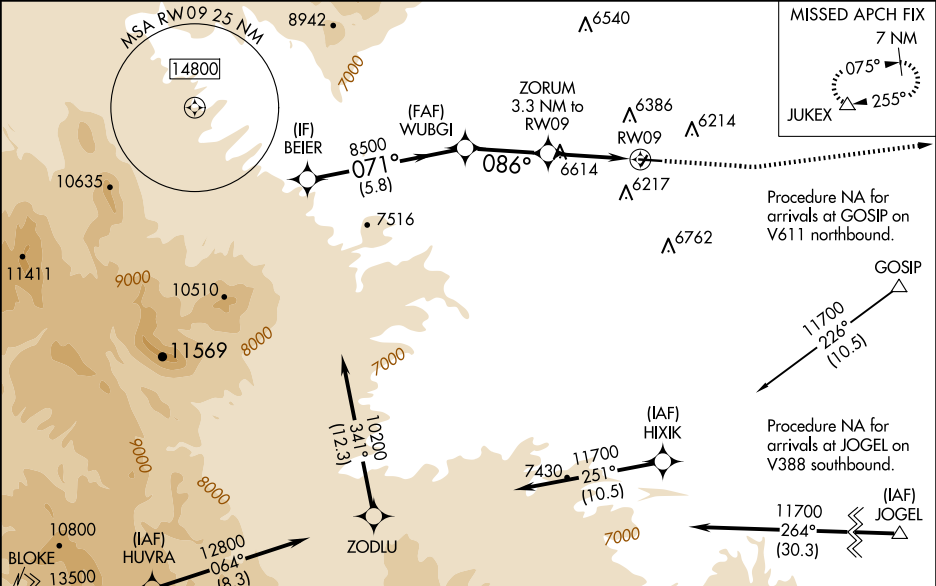 MSA RW09 25 NM
14800
8942
7000
6540
MISSED APCH FIX
7 NM
075°
255°
JUKEX
ZORUM
3.3 NM to
RW09
(FAF)
WUBGI
(IF)
BEIER
8500
071°
(5.8)
086°
6614
6386
RW09
6214
6217
6762
10635
11411
7516
9000
10510
11569
8000
7000
Procedure NA for
arrivals at GOSIP on
V611 northbound.
GOSIP
11700
226°
(10.5)
10200
341°
(12.3)
ZODLU
(IAF)
HIXIK
7430
11700
251°
(10.5)
Procedure NA for
arrivals at JOGEL on
V388 southbound.
(IAF)
JOGEL
11700
264°
(30.3)
7000
9000
8000
10800
BLOKE
13500
(IAF)
HUVRA
12800
064°
(8.3)